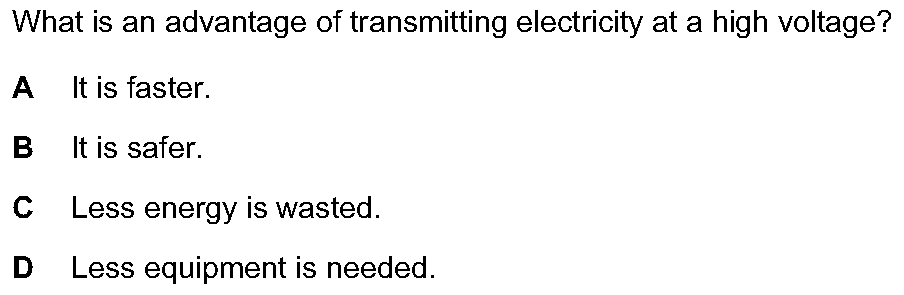 What is an advantage of transmitting electricity at a high voltage?
A It is faster.
B It is safer.
C Less energy is wasted.
D Less equipment is needed.